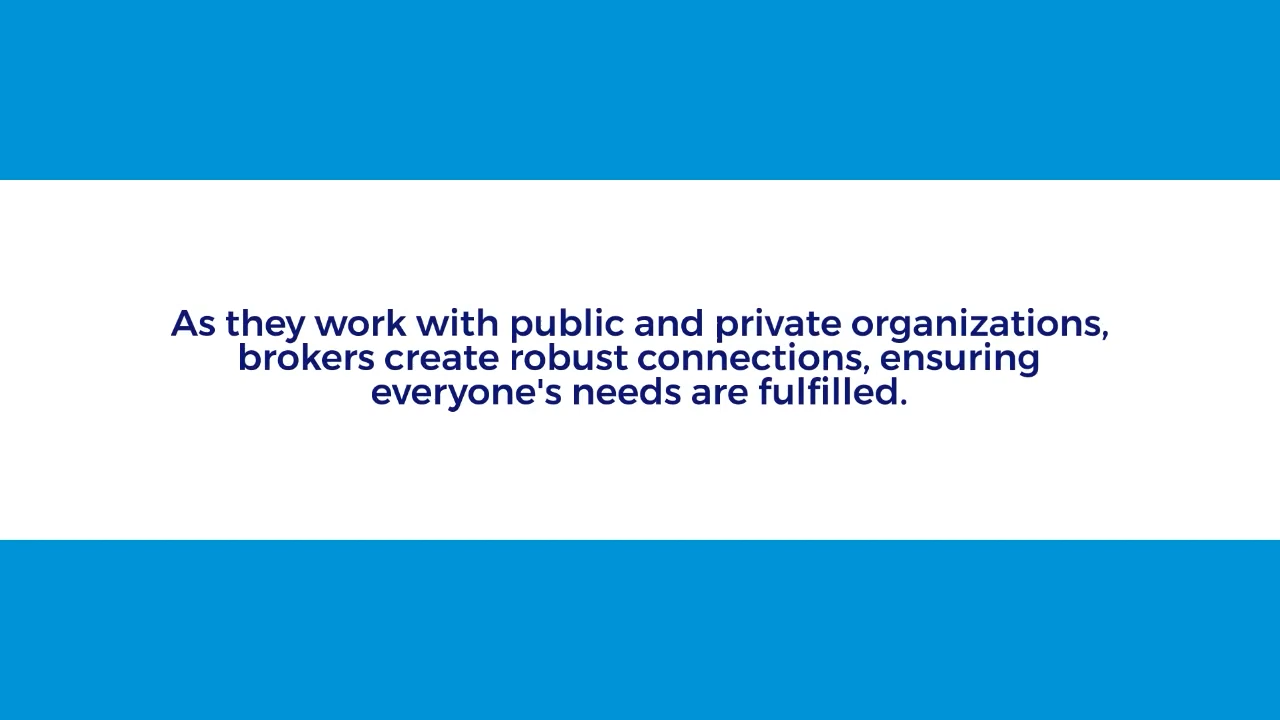 As they work with public and private organizations,
brokers create robust connections, ensuring
everyone's needs are fulfilled.